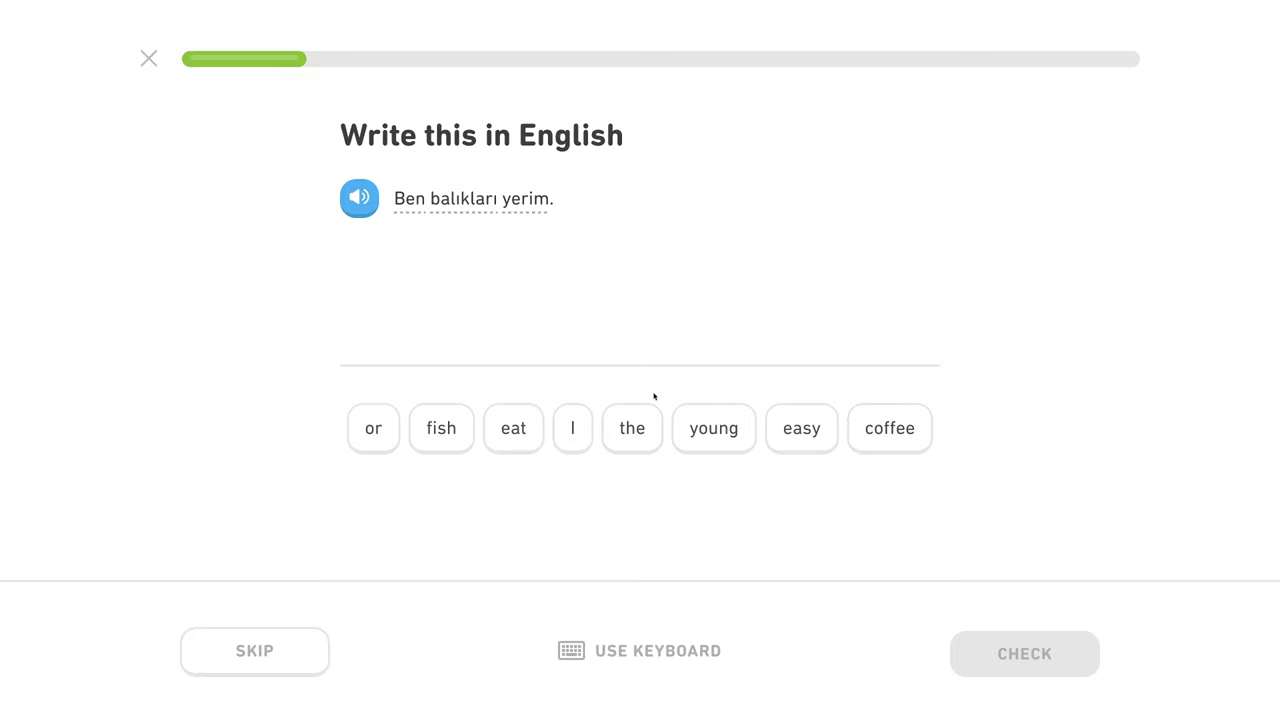 Write this in English
Ben balıkları yerim.
or fish eat I the young easy coffee
SKIP USE KEYBOARD CHECK